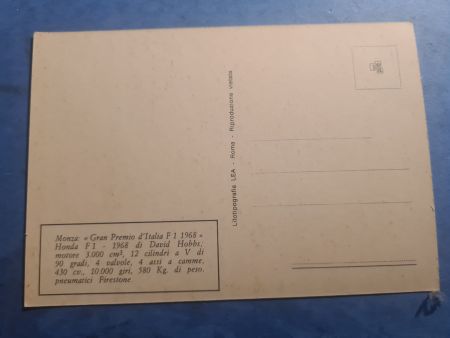 Monza: « Gran Premio d'Italia F 1 1968 »
Honda F 1 - 1968 di David Hobbs,
motore 3.000 cm³, 12 cilindri a V di
90 gradi, 4 valvole, 4 assi a camme,
430 cv., 10.000 giri, 580 Kg. di peso,
pneumatici Firestone.
Litotipografia LEA - Roma - Riproduzione vietata